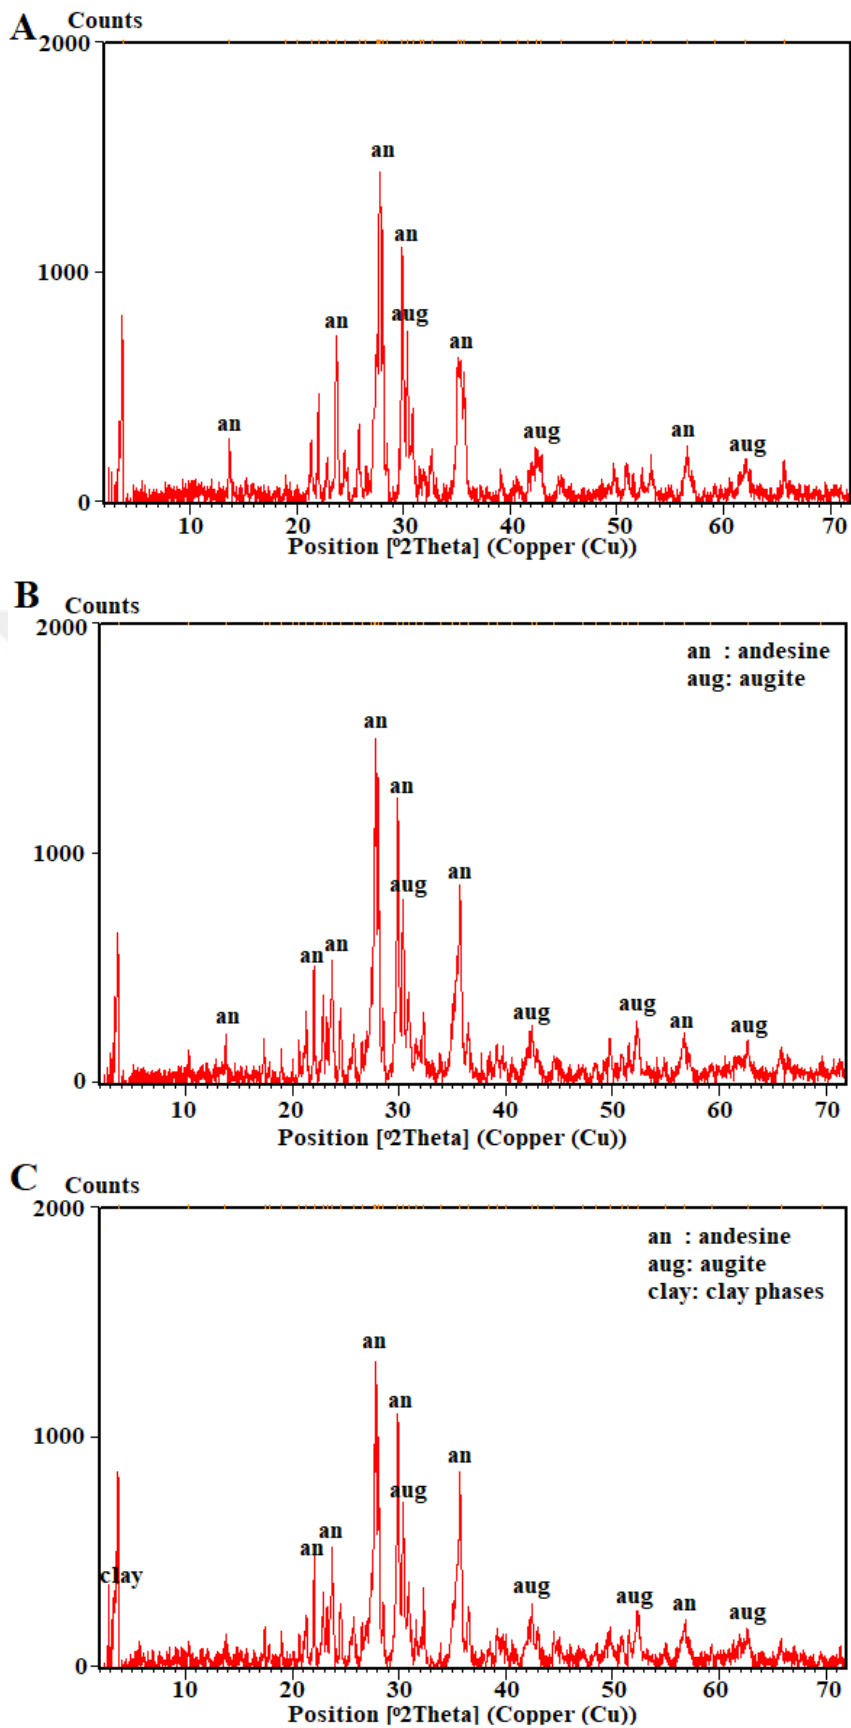 A
Counts
2000
an
an
aug
an
an
an
aug
an
aug
1000
0
10 20 30 40 50 60 70
Position [º2Theta] (Copper (Cu))
B
Counts
2000
an : andesine
aug: augite
an
an
aug
an
an
an
an
aug
aug
an
aug
1000
0
10 20 30 40 50 60 70
Position [º2Theta] (Copper (Cu))
C
Counts
2000
an : andesine
aug: augite
clay: clay phases
an
an
aug
an
an
an
clay
aug
aug
an
aug
1000
0
10 20 30 40 50 60 70
Position [º2Theta] (Copper (Cu))